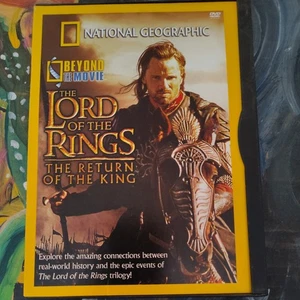 NATIONAL GEOGRAPHIC
BEYOND
THE MOVIE
THE
LORD OF THE
RINGS
THE RETURN
OF THE KING
Explore the amazing connections between
real-world history and the epic events of
The Lord of the Rings trilogy!